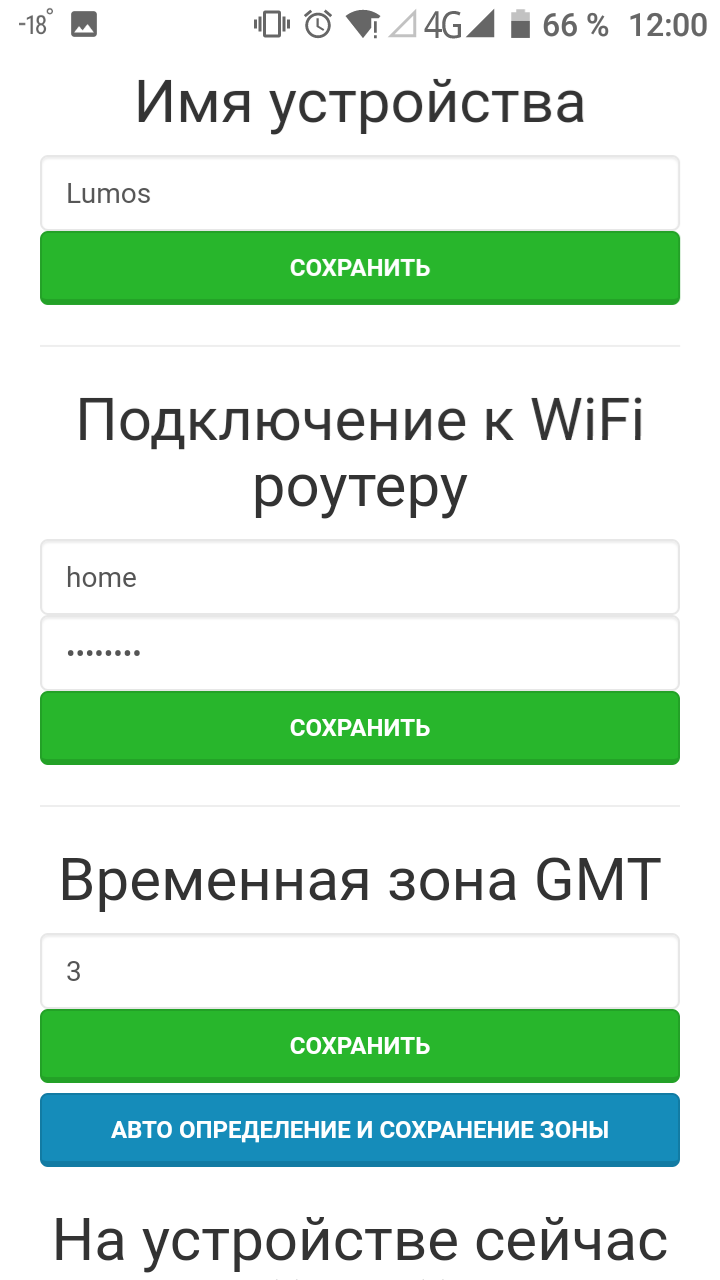 -18° 4G 66 % 12:00
Имя устройства
Lumos
СОХРАНИТЬ
Подключение к WiFi
роутеру
home
••••••••
СОХРАНИТЬ
Временная зона GMT
3
СОХРАНИТЬ
АВТО ОПРЕДЕЛЕНИЕ И СОХРАНЕНИЕ ЗОНЫ
На устройстве сейчас